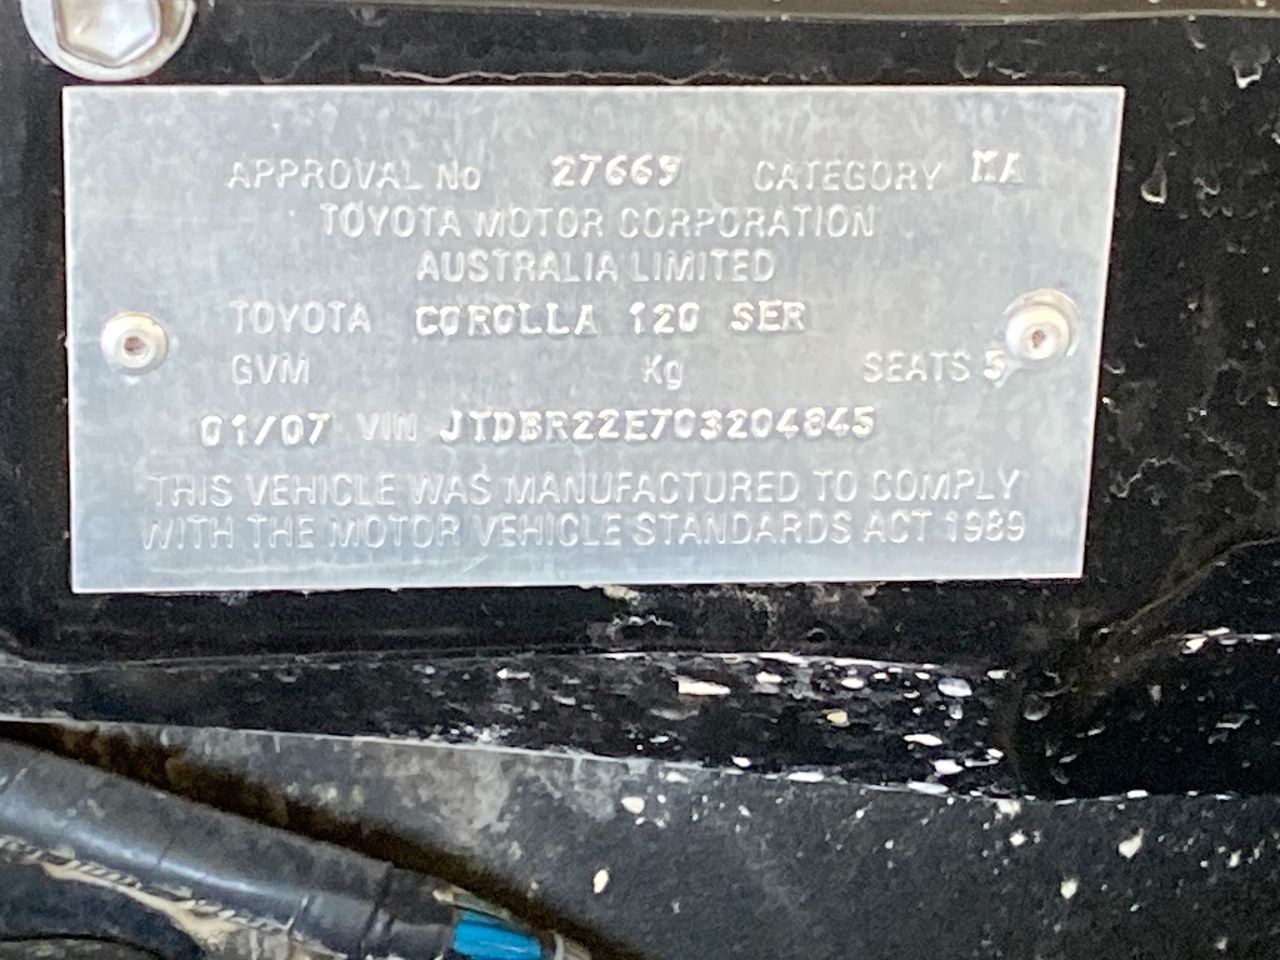 APPROVAL No 27669 CATEGORY MA
TOYOTA MOTOR CORPORATION
AUSTRALIA LIMITED
TOYOTA COROLLA 120 SER
GVM Kg SEATS 5
01/07 VIN JTDBR22E703204845
THIS VEHICLE WAS MANUFACTURED TO COMPLY
WITH THE MOTOR VEHICLE STANDARDS ACT 1989